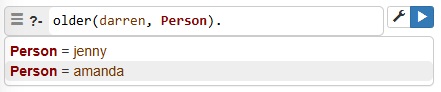 ?- older(darren, Person).
Person = jenny
Person = amanda